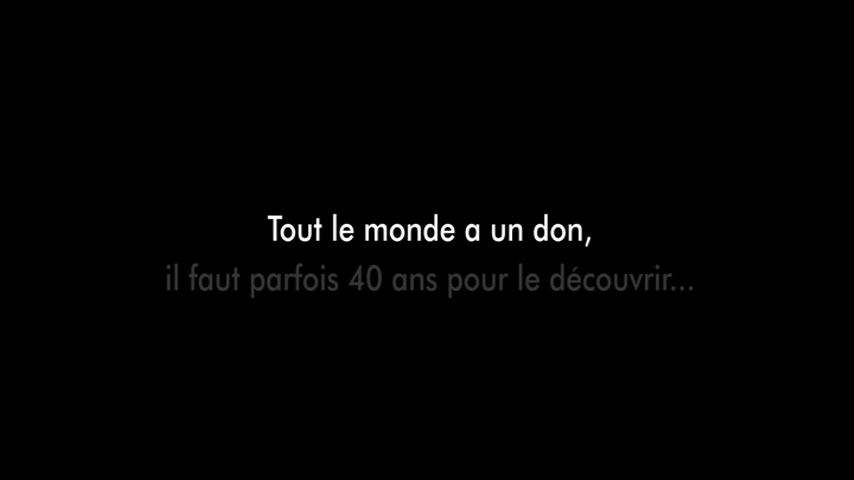 Tout le monde a un don,
il faut parfois 40 ans pour le découvrir...